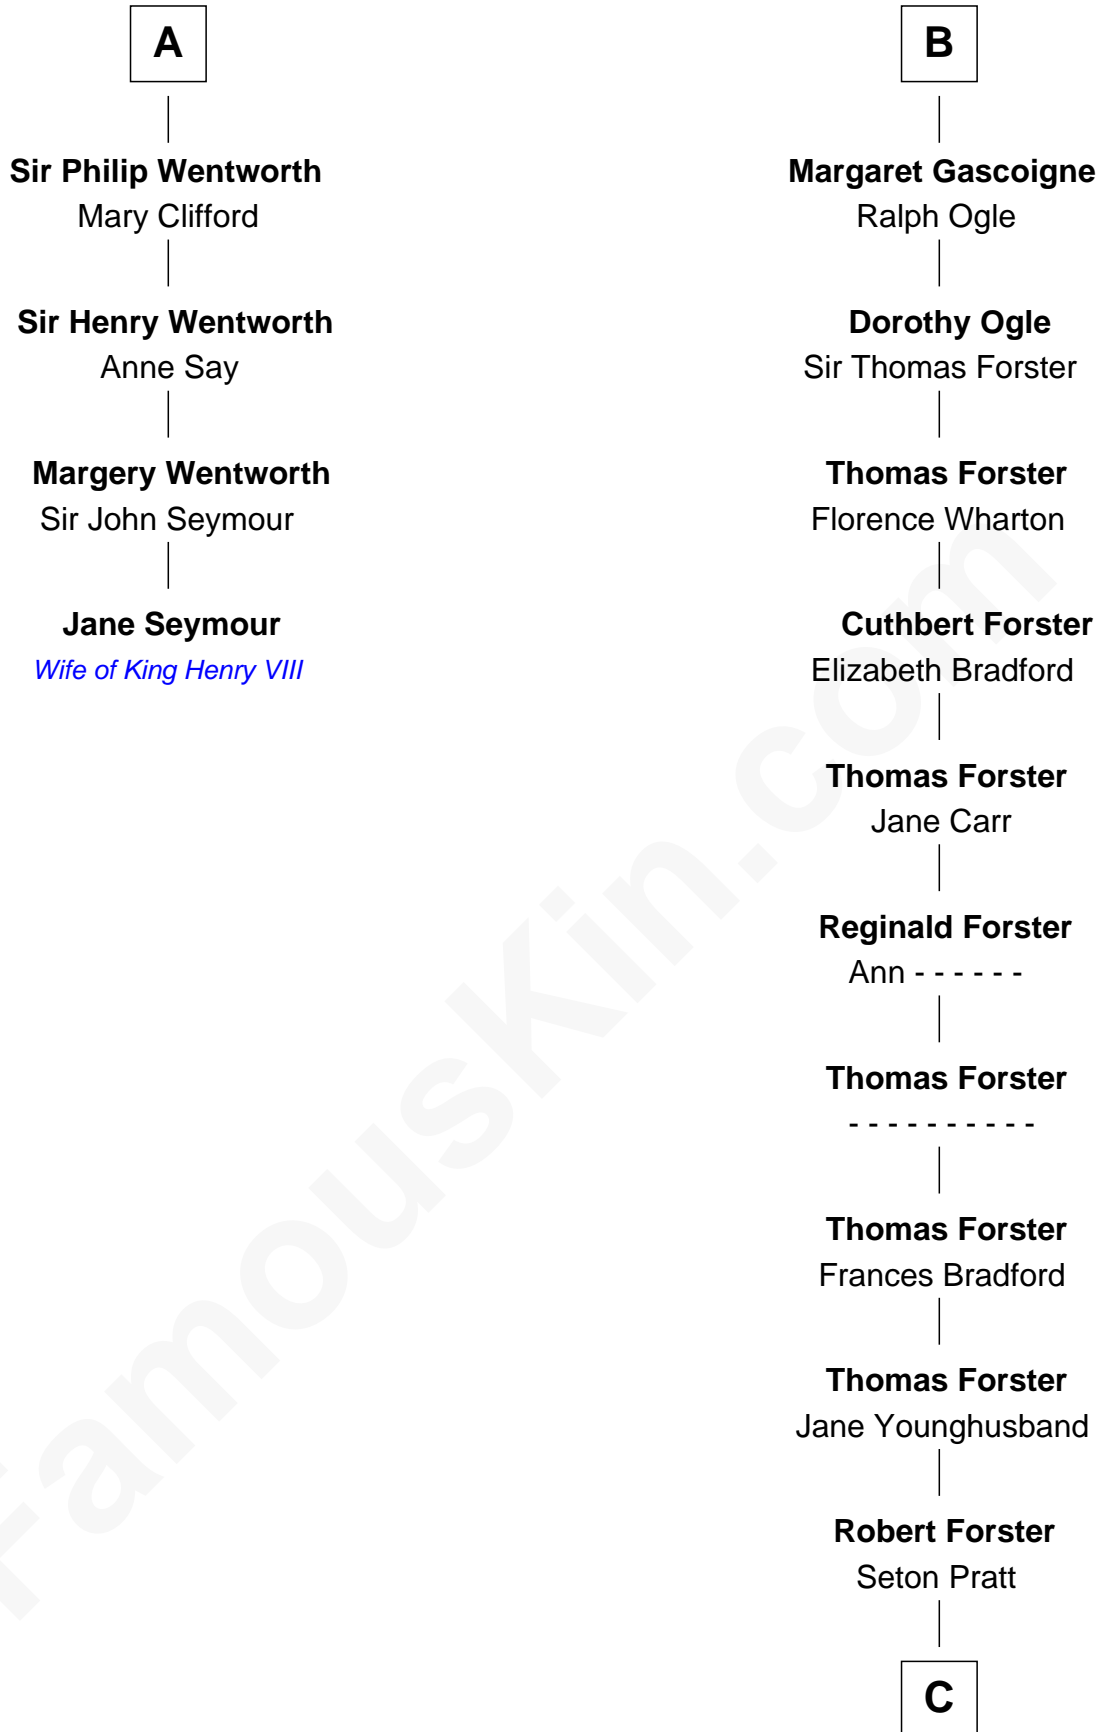 A
Sir Philip Wentworth
Mary Clifford
Sir Henry Wentworth
Anne Say
Margery Wentworth
Sir John Seymour
Jane Seymour
Wife of King Henry VIII
B
Margaret Gascoigne
Ralph Ogle
Dorothy Ogle
Sir Thomas Forster
Thomas Forster
Florence Wharton
Cuthbert Forster
Elizabeth Bradford
Thomas Forster
Jane Carr
Reginald Forster
Ann - - - - - -
Thomas Forster
- - - - - - - - - -
Thomas Forster
Frances Bradford
Thomas Forster
Jane Younghusband
Robert Forster
Seton Pratt
C
FamousKin.com